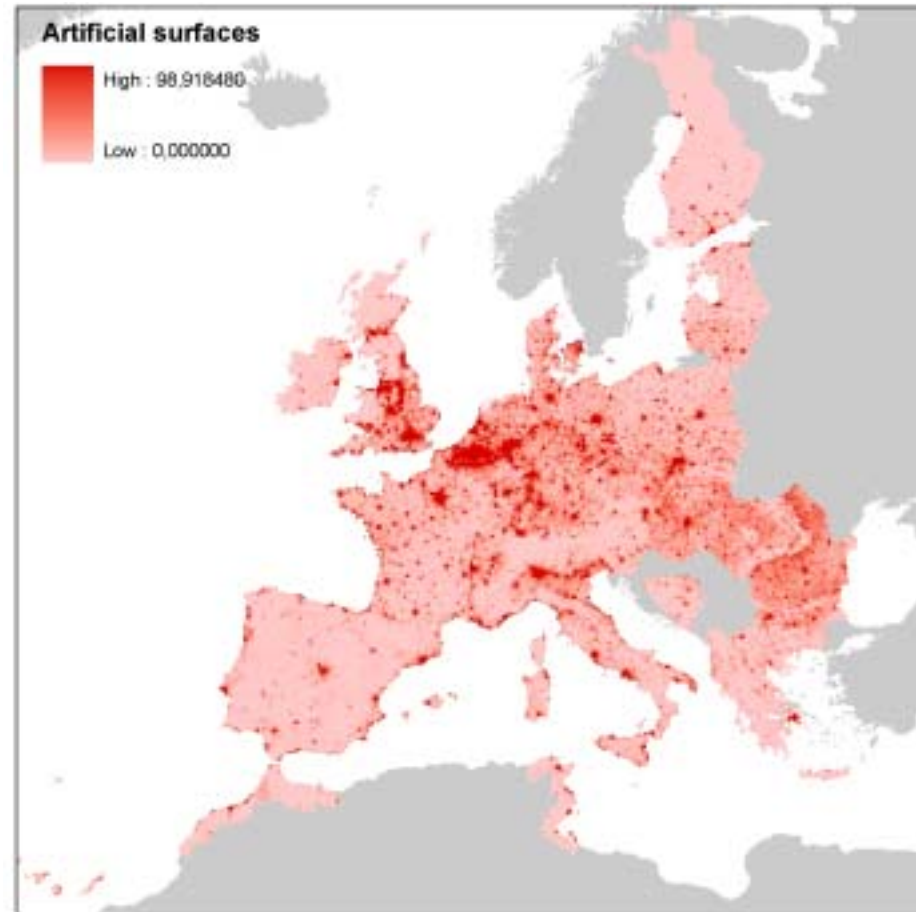 Artificial surfaces
High : 98,918480
Low : 0,000000